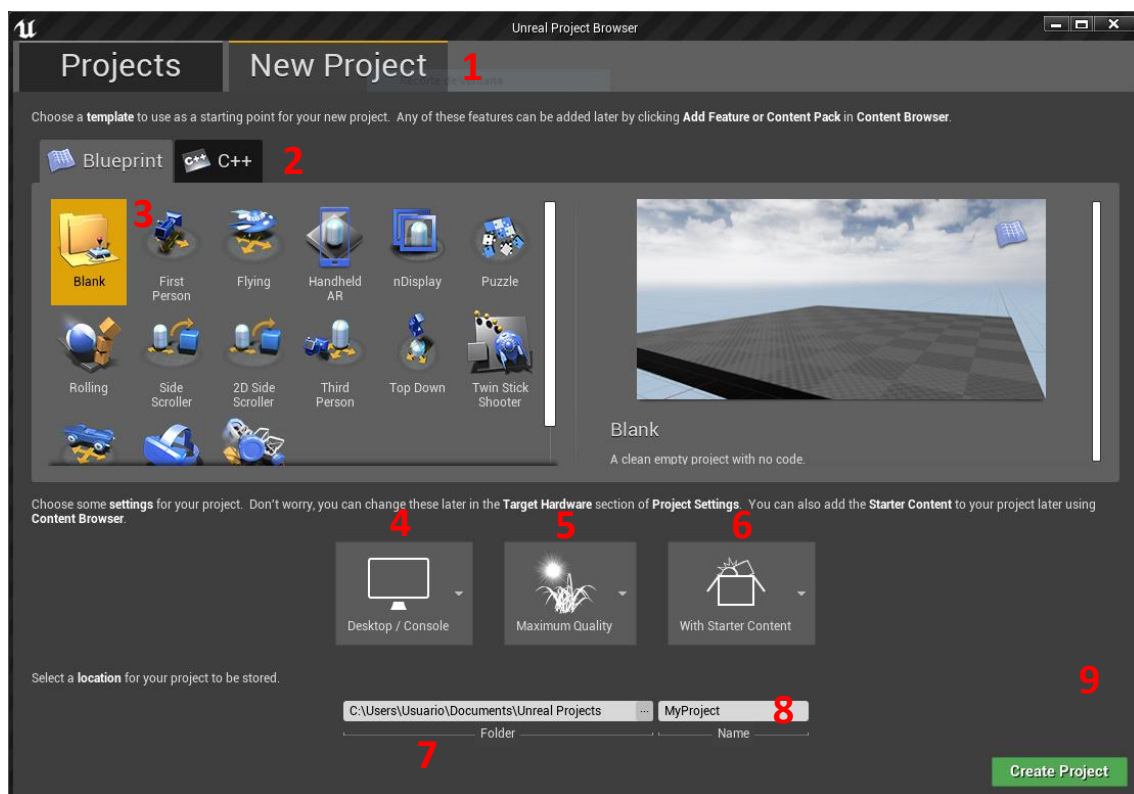 Unreal Project Browser
Projects
New Project
1
Recorte de ventana
Choose a template to use as a starting point for your new project. Any of these features can be added later by clicking Add Feature or Content Pack in Content Browser.
Blueprint
C++
C++
2
3
Blank
First
Person
Flying
Handheld
AR
nDisplay
Puzzle
Rolling
Side
Scroller
2D Side
Scroller
Third
Person
Top Down
Twin Stick
Shooter
Blank
A clean empty project with no code.
Choose some settings for your project. Don't worry, you can change these later in the Target Hardware section of Project Settings. You can also add the Starter Content to your project later using
Content Browser.
4
5
6
Desktop / Console
Maximum Quality
With Starter Content
Select a location for your project to be stored.
9
C:\Users\Usuario\Documents\Unreal Projects
...
MyProject
8
Folder
Name
7
Create Project